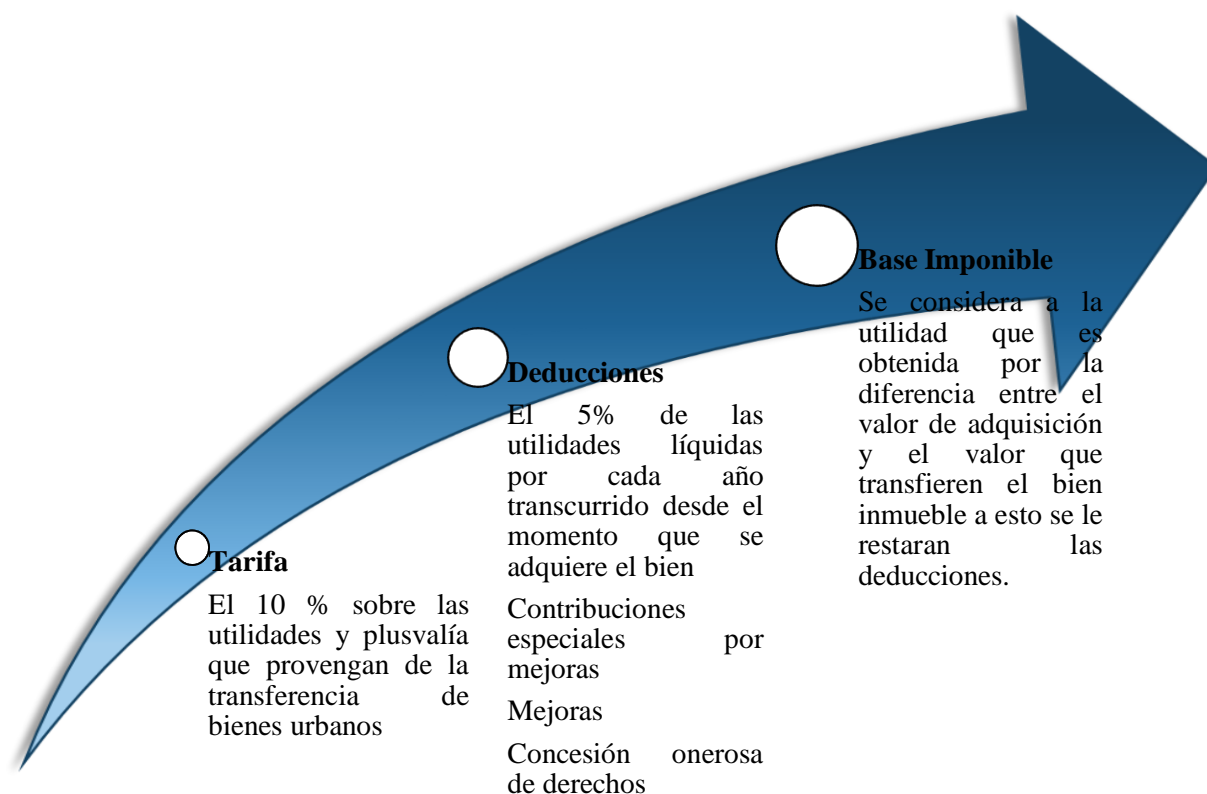 Tarifa
El 10 % sobre las
utilidades y plusvalía
que provengan de la
transferencia de
bienes urbanos
Deducciones
El 5% de las
utilidades líquidas
por cada año
transcurrido desde el
momento que se
adquiere el bien
Contribuciones
especiales por
mejoras
Mejoras
Concesión onerosa
de derechos
Base Imponible
Se considera a la
utilidad que es
obtenida por la
diferencia entre el
valor de adquisición
y el valor que
transfieren el bien
inmueble a esto se le
restaran las
deducciones.